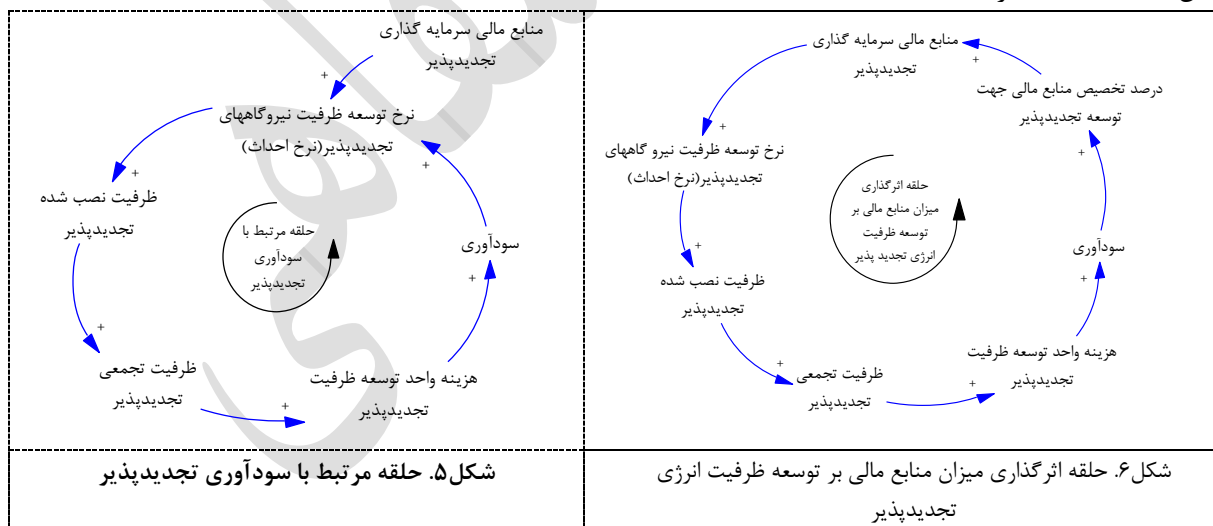 منابع مالی سرمایه گذاری
تجدیدپذیر
+
نرخ توسعه ظرفیت نیروگاههای
تجدیدپذیر(نرخ احداث)
+
+
ظرفیت نصب شده
تجدیدپذیر
حلقه مرتبط با
سودآوری
تجدیدپذیر
سودآوری
+
+
ظرفیت تجمعی
تجدیدپذیر
+
هزینه واحد توسعه ظرفیت
تجدیدپذیر
شکل۵. حلقه مرتبط با سودآوری تجدیدپذیر
منابع مالی سرمایه گذاری
تجدیدپذیر
+
درصد تخصیص منابع مالی جهت
توسعه تجدیدپذیر
+
+
نرخ توسعه ظرفیت نیرو گاههای
تجدیدپذیر(نرخ احداث)
حلقه اثرگذاری
میزان منابع مالی بر
توسعه ظرفیت
انرژی تجدید پذیر
سودآوری
+
+
ظرفیت نصب شده
تجدیدپذیر
هزینه واحد توسعه ظرفیت
تجدیدپذیر
+
ظرفیت تجمعی
تجدیدپذیر
+
شکل۶. حلقه اثرگذاری میزان منابع مالی بر توسعه ظرفیت انرژی
تجدیدپذیر